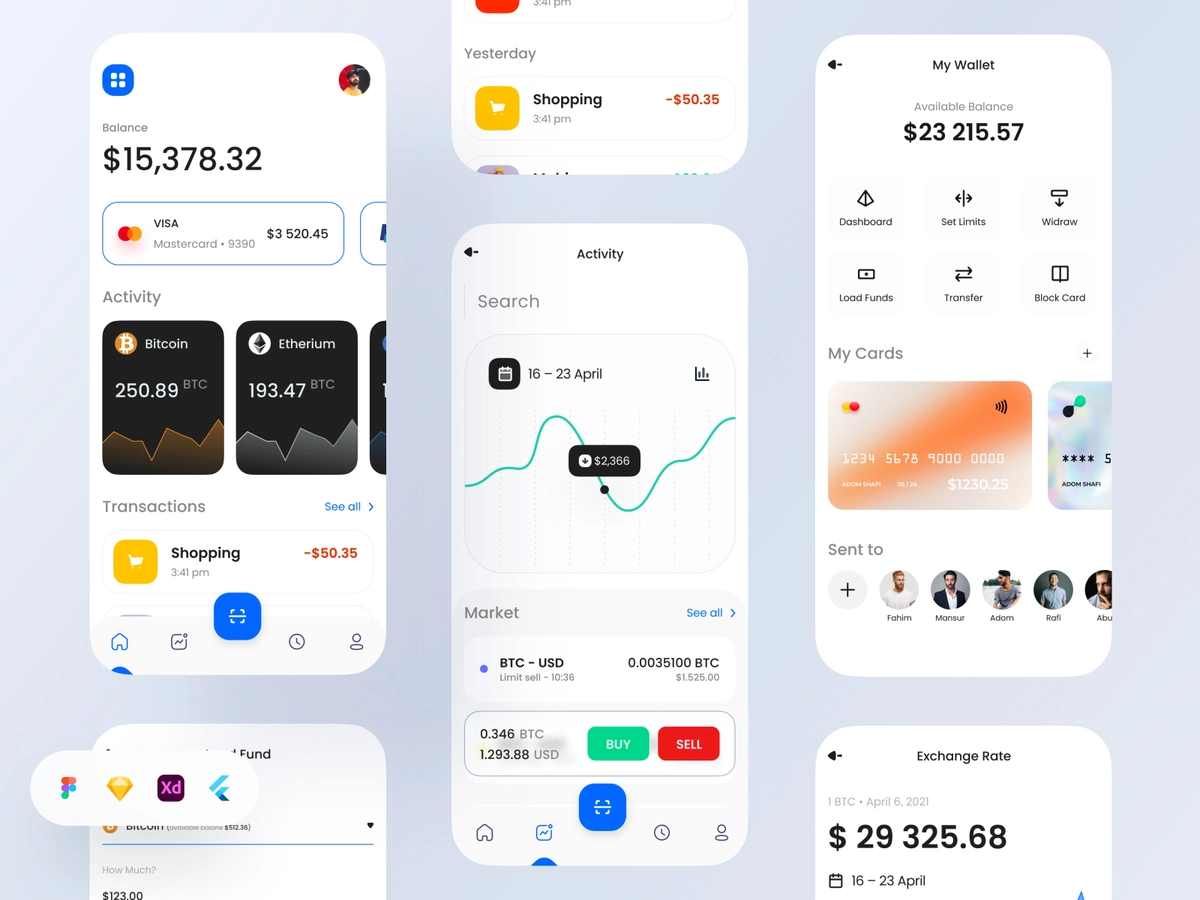 Balance
$15,378.32
VISA
Mastercard • 9390
$3 520.45
Activity
Bitcoin
250.89 BTC
Etherium
193.47 BTC
Transactions
See all
Shopping
-$50.35
3:41 pm
Fund
Xd
Bitcoin (available balane $512.36)
How Much?
$123.00
3:41 pm
Yesterday
Shopping
-$50.35
3:41 pm
Activity
Search
16 – 23 April
$2,366
Market
See all
BTC - USD
0.0035100 BTC
Limit sell - 10:36
$1,525.00
0.346 BTC
1.293.88 USD
BUY
SELL
My Wallet
Available Balance
$23 215.57
Dashboard
Set Limits
Widraw
Load Funds
Transfer
Block Card
My Cards
+
1234 5678 9000 0000
ADOM SHAFI
$1230.25
**** 5
ADOM SHAFI
Sent to
Fahim
Mansur
Adom
Rafi
Abu
Exchange Rate
1 BTC • April 6, 2021
$ 29 325.68
16 – 23 April